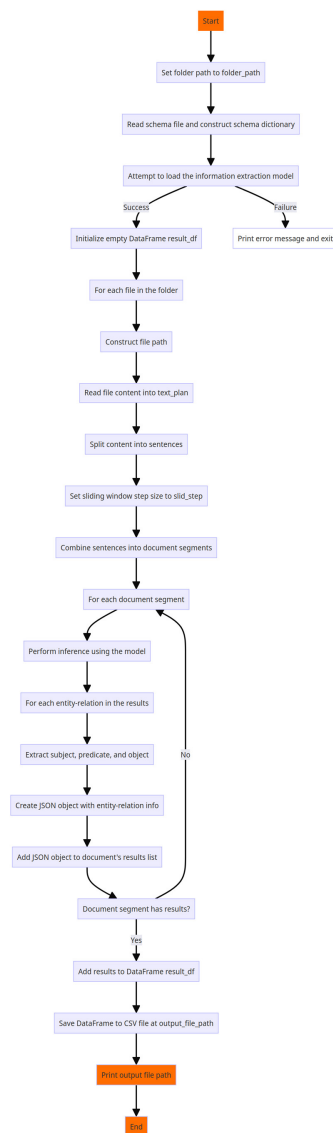 Start
Set folder path to folder_path
Read schema file and construct schema dictionary
Attempt to load the information extraction model
Success
Failure
Initialize empty DataFrame result_df
Print error message and exit
For each file in the folder
Construct file path
Read file content into text_plan
Split content into sentences
Set sliding window step size to slid_step
Combine sentences into document segments
For each document segment
Perform inference using the model
For each entity-relation in the results
Extract subject, predicate, and object
No
Create JSON object with entity-relation info
Add JSON object to document's results list
Document segment has results?
Yes
Add results to DataFrame result_df
Save DataFrame to CSV file at output_file_path
Print output file path
End